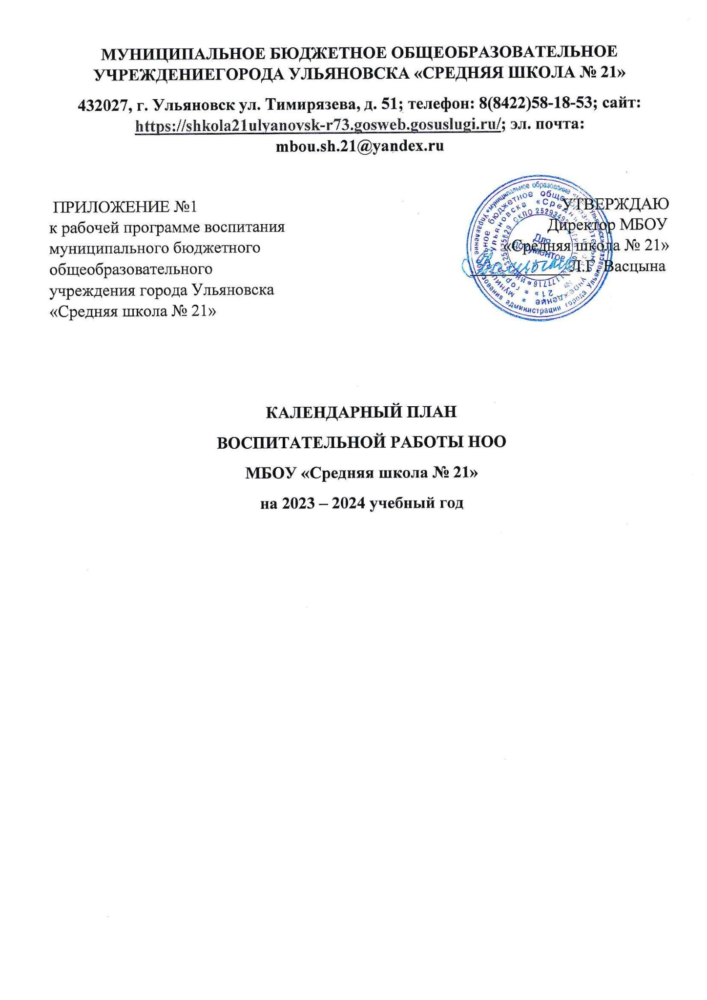 МУНИЦИПАЛЬНОЕ БЮДЖЕТНОЕ ОБЩЕОБРАЗОВАТЕЛЬНОЕ
УЧРЕЖДЕНИЕГОРОДА УЛЬЯНОВСКА «СРЕДНЯЯ ШКОЛА № 21»
432027, г. Ульяновск ул. Тимирязева, д. 51; телефон: 8(8422)58-18-53; сайт:
https://shkola21ulyanovsk-r73.gosweb.gosuslugi.ru/; эл. почта:
mbou.sh.21@yandex.ru
ПРИЛОЖЕНИЕ №1
к рабочей программе воспитания
муниципального бюджетного
общеобразовательного
учреждения города Ульяновска
«Средняя школа № 21»
УТВЕРЖДАЮ
Директор МБОУ
«Средняя школа № 21»
Л.Г. Васцына
Для
документов
КАЛЕНДАРНЫЙ ПЛАН
ВОСПИТАТЕЛЬНОЙ РАБОТЫ НОО
МБОУ «Средняя школа № 21»
на 2023 – 2024 учебный год